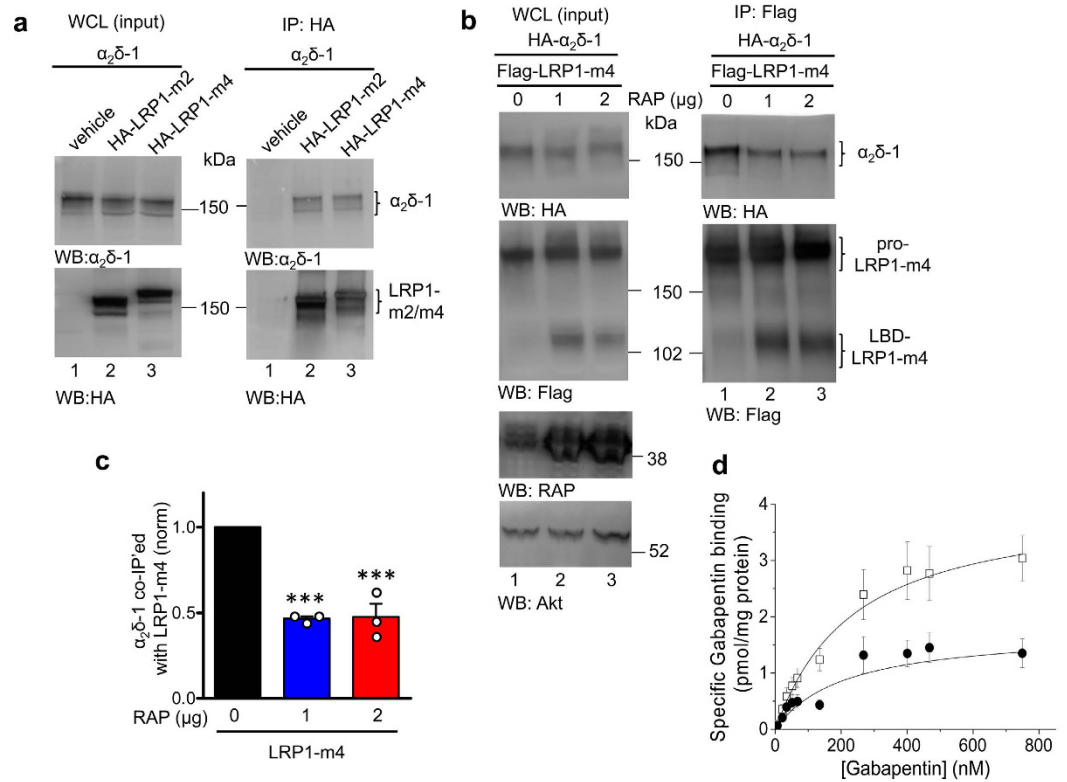 a
WCL (input)
IP: HA
α₂δ-1
α₂δ-1
vehicle
HA-LRP1-m2
HA-LRP1-m4
vehicle
HA-LRP1-m2
HA-LRP1-m4
kDa
150
α₂δ-1
WB:α₂δ-1
WB:α₂δ-1
150
LRP1-
m2/m4
1 2 3
1 2 3
WB:HA
WB:HA
b
WCL (input)
IP: Flag
HA-α₂δ-1
HA-α₂δ-1
Flag-LRP1-m4
Flag-LRP1-m4
0 1 2
RAP (µg)
0 1 2
kDa
150
α₂δ-1
WB: HA
WB: HA
pro-
LRP1-m4
150
LBD-
LRP1-m4
102
WB: Flag
1 2 3
WB: Flag
38
WB: RAP
52
1 2 3
WB: Akt
c
α₂δ-1 co-IP'ed
with LRP1-m4 (norm)
1.0
0.5
0.0
***
***
RAP (µg)
0 1 2
LRP1-m4
d
Specific Gabapentin binding
(pmol/mg protein)
4
3
2
1
0
0 200 400 600 800
[Gabapentin] (nM)